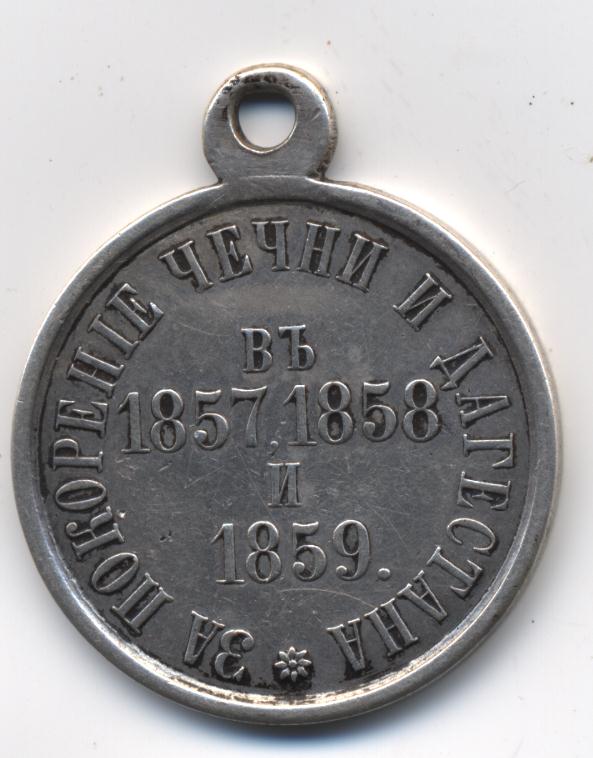 ЗА ПОКОРЕНІЕ ЧЕЧНИ И ДАГЕСТАНА
ВЪ
1857, 1858
И
1859.